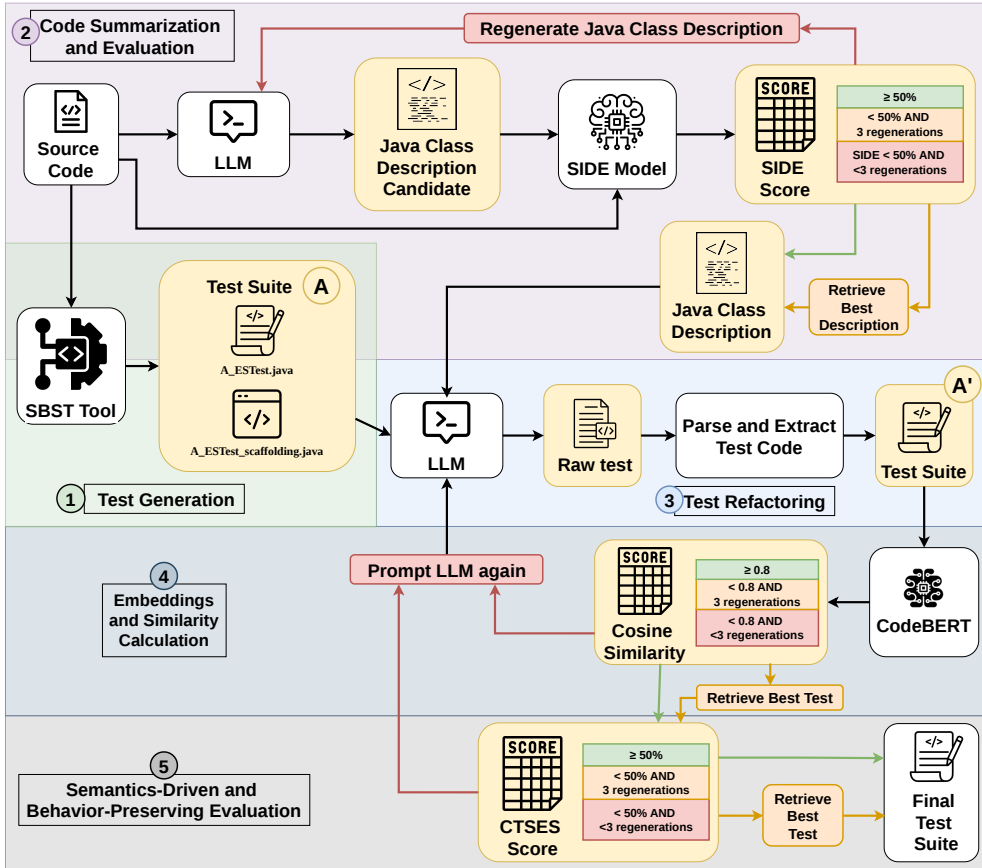 2
Code Summarization
and Evaluation
Regenerate Java Class Description
Source
Code
LLM
</>
Java Class
Description
Candidate
SIDE Model
SCORE
SIDE
Score
≥ 50%
< 50% AND
3 regenerations
SIDE < 50% AND
<3 regenerations
</>
Java Class
Description
Retrieve
Best
Description
SBST Tool
Test Suite
A
A_ESTest.java
</>
A_ESTest_scaffolding.java
1
Test Generation
LLM
Raw test
Parse and Extract
Test Code
A'
Test Suite
3
Test Refactoring
4
Embeddings
and Similarity
Calculation
Prompt LLM again
SCORE
Cosine
Similarity
≥ 0.8
< 0.8 AND
3 regenerations
< 0.8 AND
<3 regenerations
CodeBERT
Retrieve Best Test
5
Semantics-Driven and
Behavior-Preserving Evaluation
SCORE
CTSES
Score
≥ 50%
< 50% AND
3 regenerations
< 50% AND
<3 regenerations
Retrieve
Best
Test
Final
Test
Suite